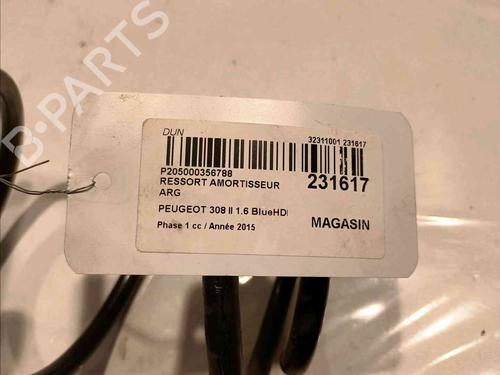 B-PARTS
DUN
32311001 231617
P205000356788
RESSORT AMORTISSEUR
ARG
231617
PEUGEOT 308 II 1.6 BlueHDI
MAGASIN
Phase 1 cc / Année 2015